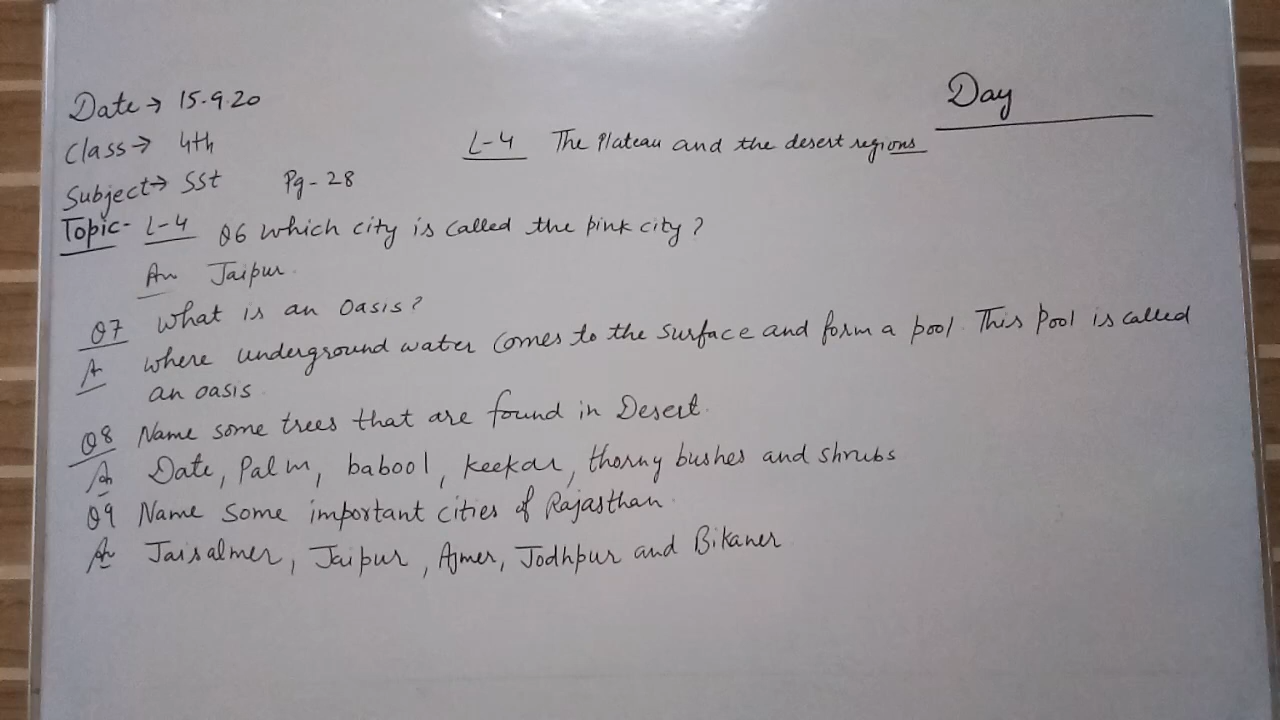 Day
Date → 15.9.20
Class → 4th
L-4 The Plateau and the desert regions
Subject → SSt Pg-28
Topic- L-4 Q6 Which city is called the pink city?
An Jaipur.
Q7 What is an Oasis?
A where underground water comes to the surface and form a pool. This pool is called
an oasis
Q8 Name some trees that are found in Desert.
An Date, Palm, babool, keekar, thorny bushes and shrubs
Q9 Name some important cities of Rajasthan.
An Jaisalmer, Jaipur, Ajmer, Jodhpur and Bikaner